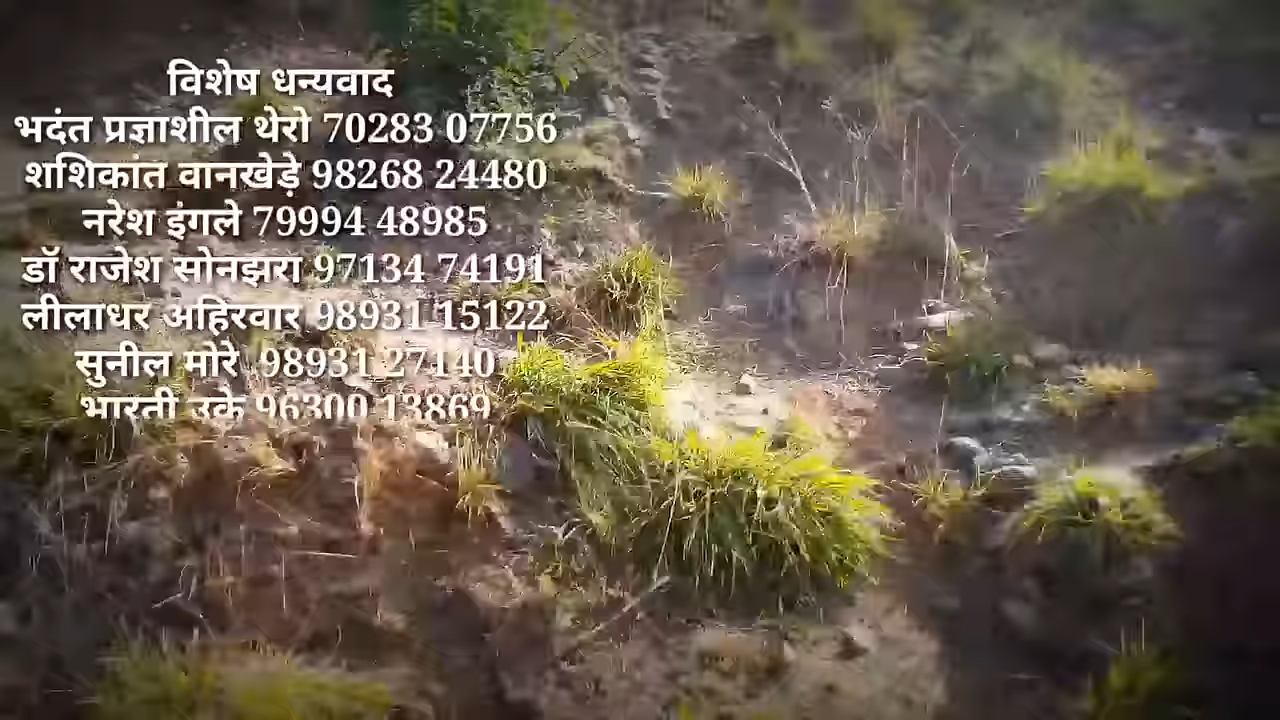 विशेष धन्यवाद
भदंत प्रज्ञाशील थेरो 70283 07756
शशिकांत वानखेड़े 98268 24480
नरेश इंगले 79994 48985
डॉ राजेश सोनझरा 97134 74191
लीलाधर अहिरवार 98931 15122
सुनील मोरे 98931 27140
भारती उके 96300 13869